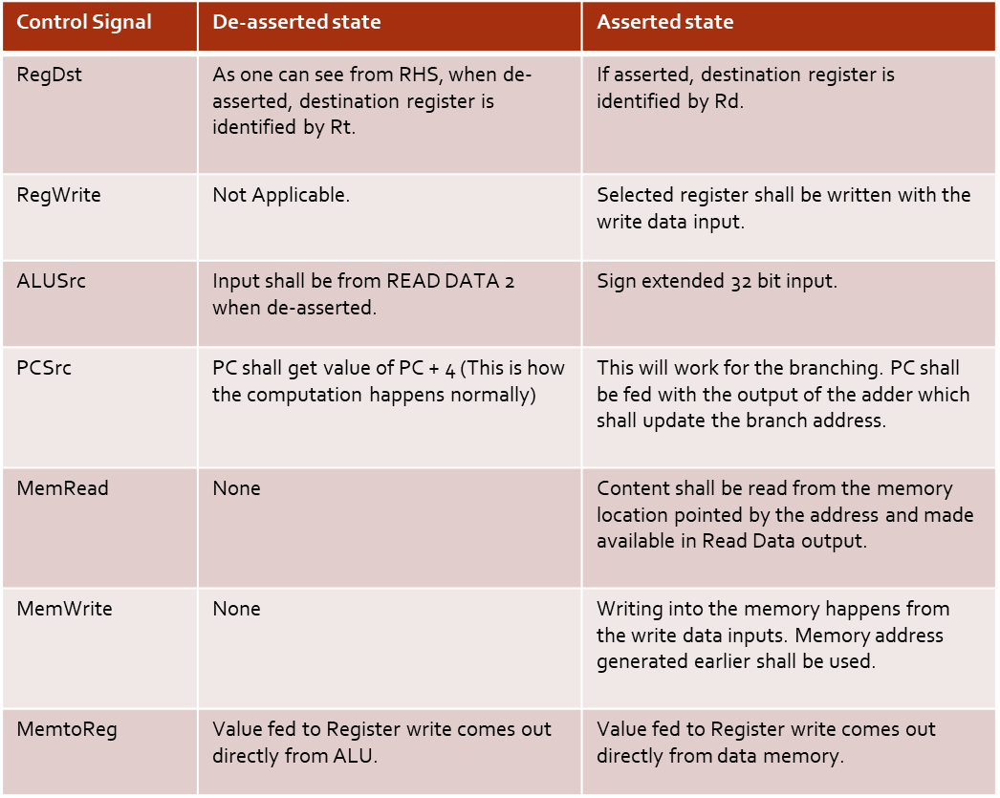 Control Signal
De-asserted state
Asserted state
RegDst
As one can see from RHS, when de-
asserted, destination register is
identified by Rt.
If asserted, destination register is
identified by Rd.
RegWrite
Not Applicable.
Selected register shall be written with the
write data input.
ALUSrc
Input shall be from READ DATA 2
when de-asserted.
Sign extended 32 bit input.
PCSrc
PC shall get value of PC + 4 (This is how
the computation happens normally)
This will work for the branching. PC shall
be fed with the output of the adder which
shall update the branch address.
MemRead
None
Content shall be read from the memory
location pointed by the address and made
available in Read Data output.
MemWrite
None
Writing into the memory happens from
the write data inputs. Memory address
generated earlier shall be used.
MemtoReg
Value fed to Register write comes out
directly from ALU.
Value fed to Register write comes out
directly from data memory.